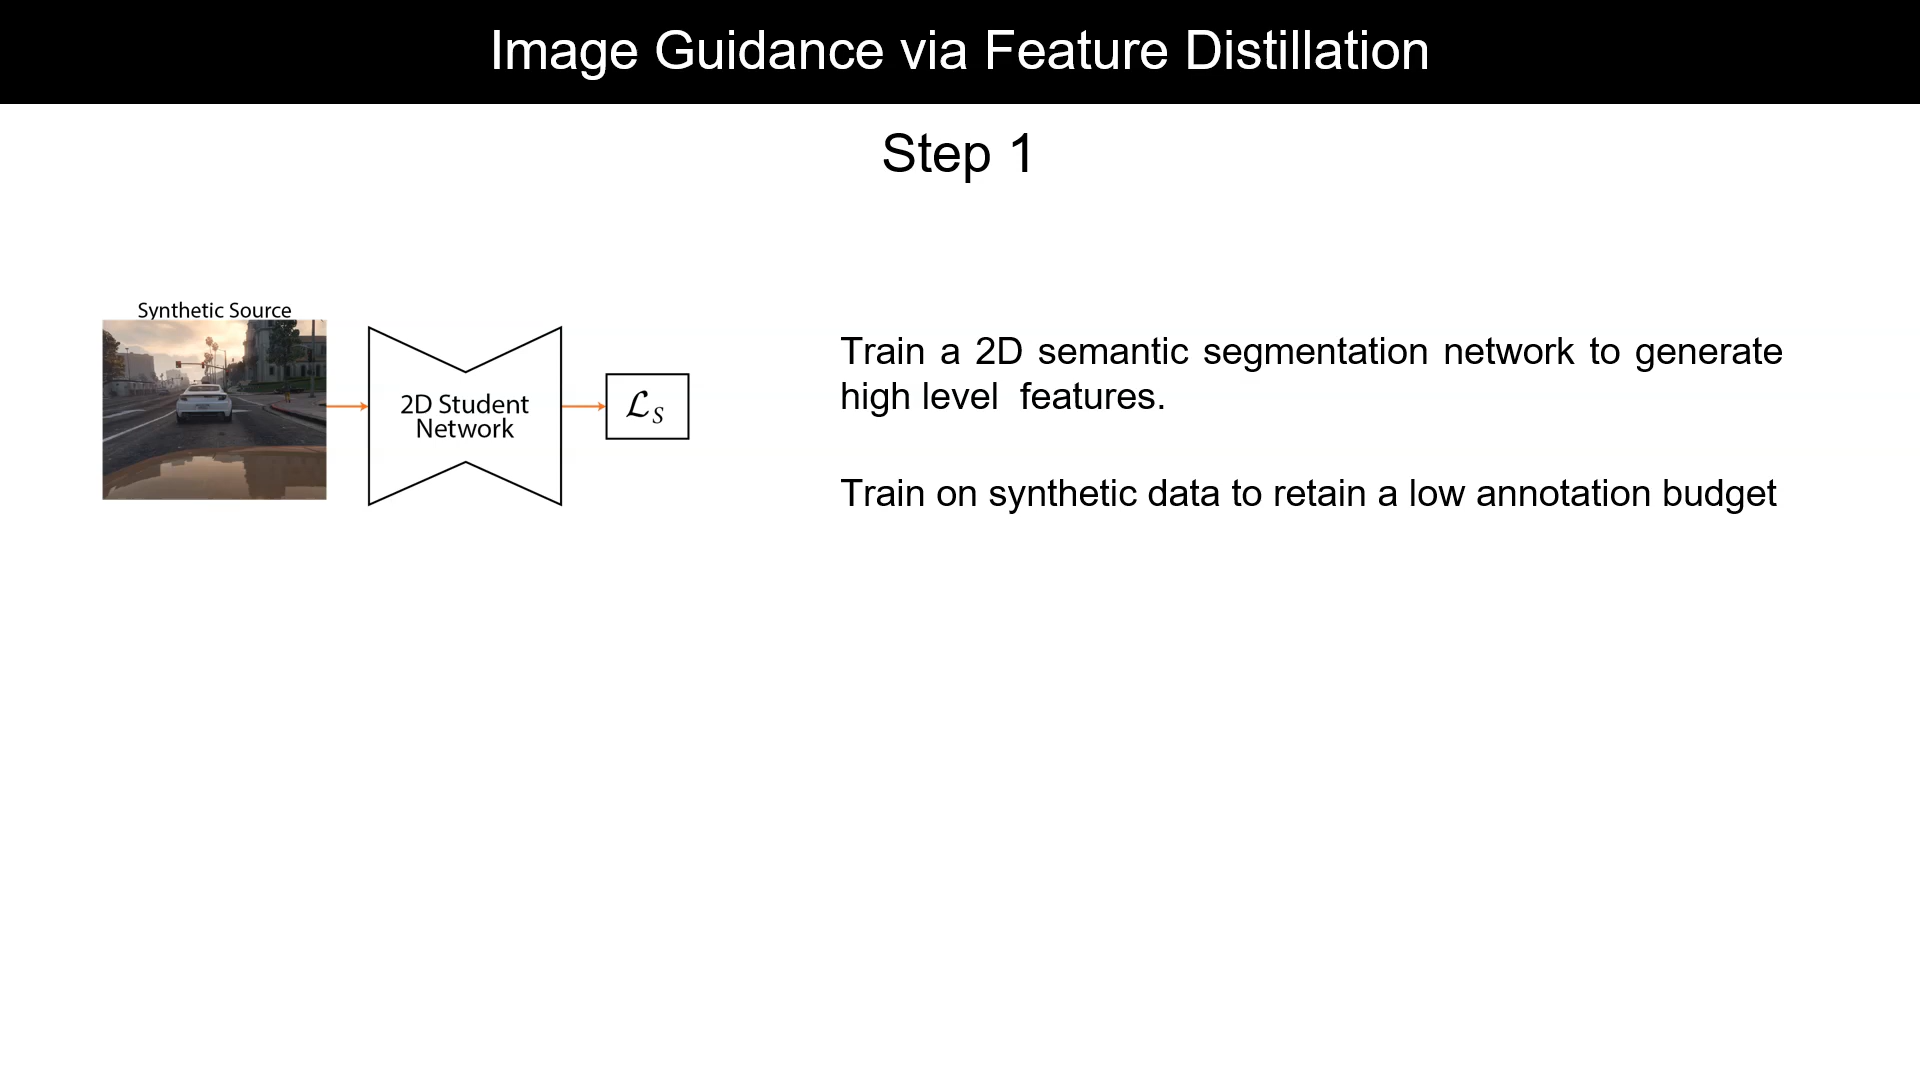 Image Guidance via Feature Distillation
Step 1
Synthetic Source
2D Student
Network
ℒS
Train a 2D semantic segmentation network to generate
high level features.
Train on synthetic data to retain a low annotation budget